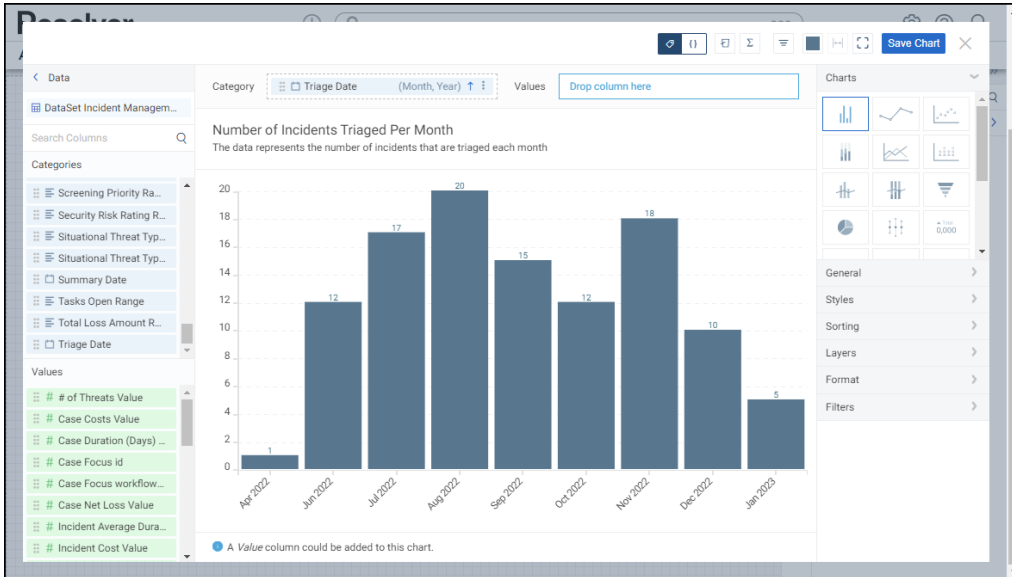 Resolver
Save Chart
Data
DataSet Incident Managem...
Search Columns
Categories
Screening Priority Ra...
Security Risk Rating R...
Situational Threat Typ...
Situational Threat Typ...
Summary Date
Tasks Open Range
Total Loss Amount R...
Triage Date
Values
# # of Threats Value
# Case Costs Value
# Case Duration (Days) ...
# Case Focus id
# Case Focus workflow...
# Case Net Loss Value
# Incident Average Dura...
# Incident Cost Value
Category Triage Date (Month, Year) Values Drop column here
Number of Incidents Triaged Per Month
The data represents the number of incidents that are triaged each month
20
18
16
14
12
10
8
6
4
2
0
1
12
17
20
15
12
18
10
5
Apr 2022
Jun 2022
Jul 2022
Aug 2022
Sep 2022
Oct 2022
Nov 2022
Dec 2022
Jan 2023
A Value column could be added to this chart.
Charts
Total
0,000
General
Styles
Sorting
Layers
Format
Filters